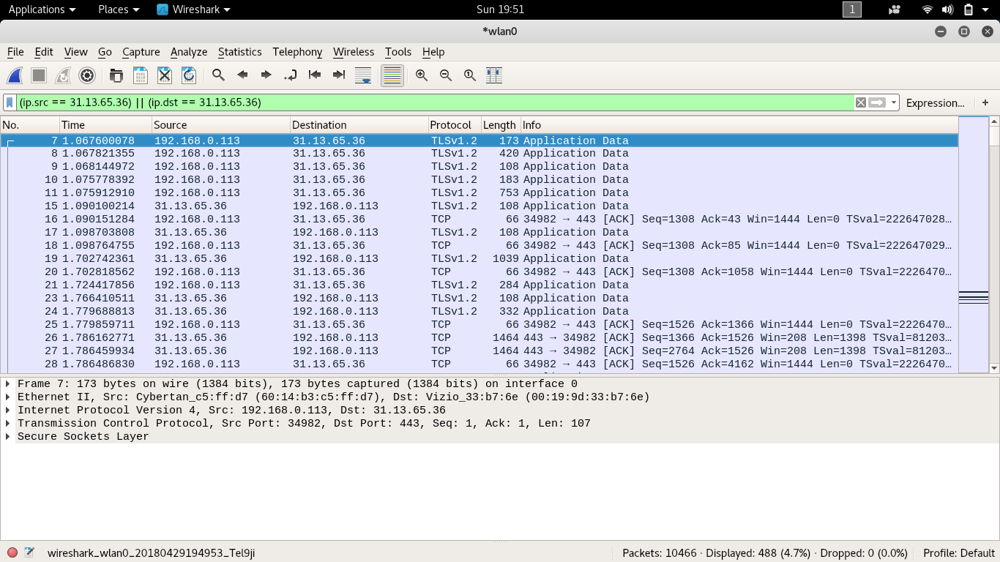 Applications Places Wireshark Sun 19:51 1
*wlan0
File Edit View Go Capture Analyze Statistics Telephony Wireless Tools Help
(ip.src == 31.13.65.36) || (ip.dst == 31.13.65.36) Expression... +
No. Time Source Destination Protocol Length Info
7 1.067600078 192.168.0.113 31.13.65.36 TLSv1.2 173 Application Data
8 1.067821355 192.168.0.113 31.13.65.36 TLSv1.2 420 Application Data
9 1.068144972 192.168.0.113 31.13.65.36 TLSv1.2 108 Application Data
10 1.075778392 192.168.0.113 31.13.65.36 TLSv1.2 183 Application Data
11 1.075912910 192.168.0.113 31.13.65.36 TLSv1.2 753 Application Data
15 1.090100214 31.13.65.36 192.168.0.113 TLSv1.2 108 Application Data
16 1.090151284 192.168.0.113 31.13.65.36 TCP 66 34982 → 443 [ACK] Seq=1308 Ack=43 Win=1444 Len=0 TSval=222647028…
17 1.098703808 31.13.65.36 192.168.0.113 TLSv1.2 108 Application Data
18 1.098764755 192.168.0.113 31.13.65.36 TCP 66 34982 → 443 [ACK] Seq=1308 Ack=85 Win=1444 Len=0 TSval=222647029…
19 1.702742361 31.13.65.36 192.168.0.113 TLSv1.2 1039 Application Data
20 1.702818562 192.168.0.113 31.13.65.36 TCP 66 34982 → 443 [ACK] Seq=1308 Ack=1058 Win=1444 Len=0 TSval=2226470…
21 1.724417856 192.168.0.113 31.13.65.36 TLSv1.2 284 Application Data
23 1.766410511 31.13.65.36 192.168.0.113 TLSv1.2 108 Application Data
24 1.779688813 31.13.65.36 192.168.0.113 TLSv1.2 332 Application Data
25 1.779859711 192.168.0.113 31.13.65.36 TCP 66 34982 → 443 [ACK] Seq=1526 Ack=1366 Win=1444 Len=0 TSval=2226470…
26 1.786162771 31.13.65.36 192.168.0.113 TCP 1464 443 → 34982 [ACK] Seq=1366 Ack=1526 Win=208 Len=1398 TSval=81203…
27 1.786459934 31.13.65.36 192.168.0.113 TCP 1464 443 → 34982 [ACK] Seq=2764 Ack=1526 Win=208 Len=1398 TSval=81203…
28 1.786486830 192.168.0.113 31.13.65.36 TCP 66 34982 → 443 [ACK] Seq=1526 Ack=4162 Win=1444 Len=0 TSval=2226470…
Frame 7: 173 bytes on wire (1384 bits), 173 bytes captured (1384 bits) on interface 0
Ethernet II, Src: Cybertan_c5:ff:d7 (60:14:b3:c5:ff:d7), Dst: Vizio_33:b7:6e (00:19:9d:33:b7:6e)
Internet Protocol Version 4, Src: 192.168.0.113, Dst: 31.13.65.36
Transmission Control Protocol, Src Port: 34982, Dst Port: 443, Seq: 1, Ack: 1, Len: 107
Secure Sockets Layer
wireshark_wlan0_20180429194953_Tel9ji Packets: 10466 · Displayed: 488 (4.7%) · Dropped: 0 (0.0%) Profile: Default